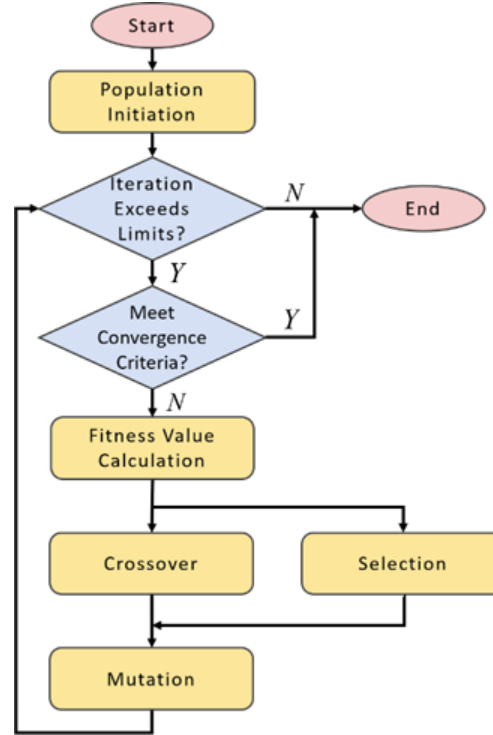 Start
Population
Initiation
Iteration
Exceeds
Limits?
N
End
Y
Meet
Convergence
Criteria?
Y
N
Fitness Value
Calculation
Crossover
Selection
Mutation